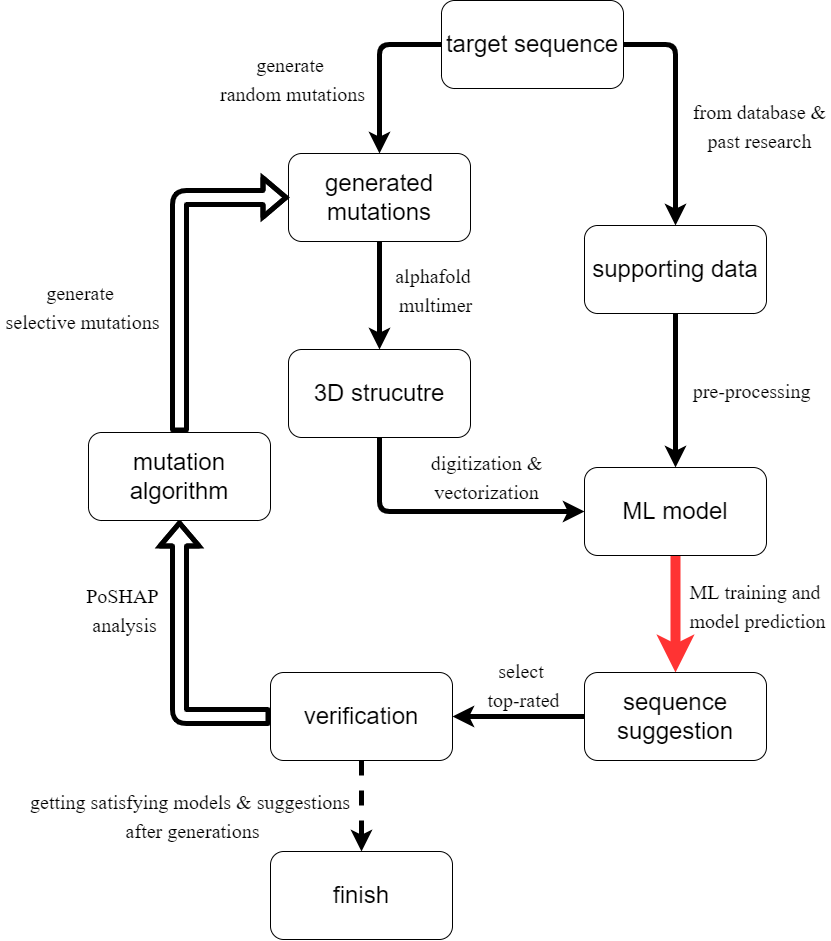 target sequence
generate
random mutations
from database &
past research
generated
mutations
supporting data
alphafold
multimer
generate
selective mutations
3D strucutre
pre-processing
mutation
algorithm
digitization &
vectorization
ML model
PoSHAP
analysis
ML training and
model prediction
select
top-rated
verification
sequence
suggestion
getting satisfying models & suggestions
after generations
finish